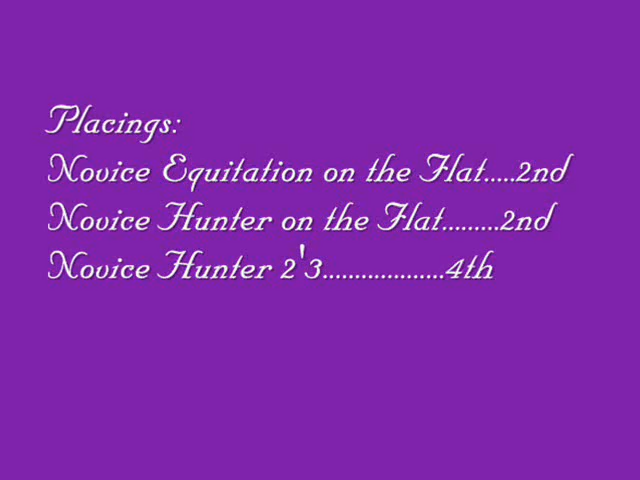 Placings:
Novice Equitation on the Flat.....2nd
Novice Hunter on the Flat.........2nd
Novice Hunter 2'3...................4th